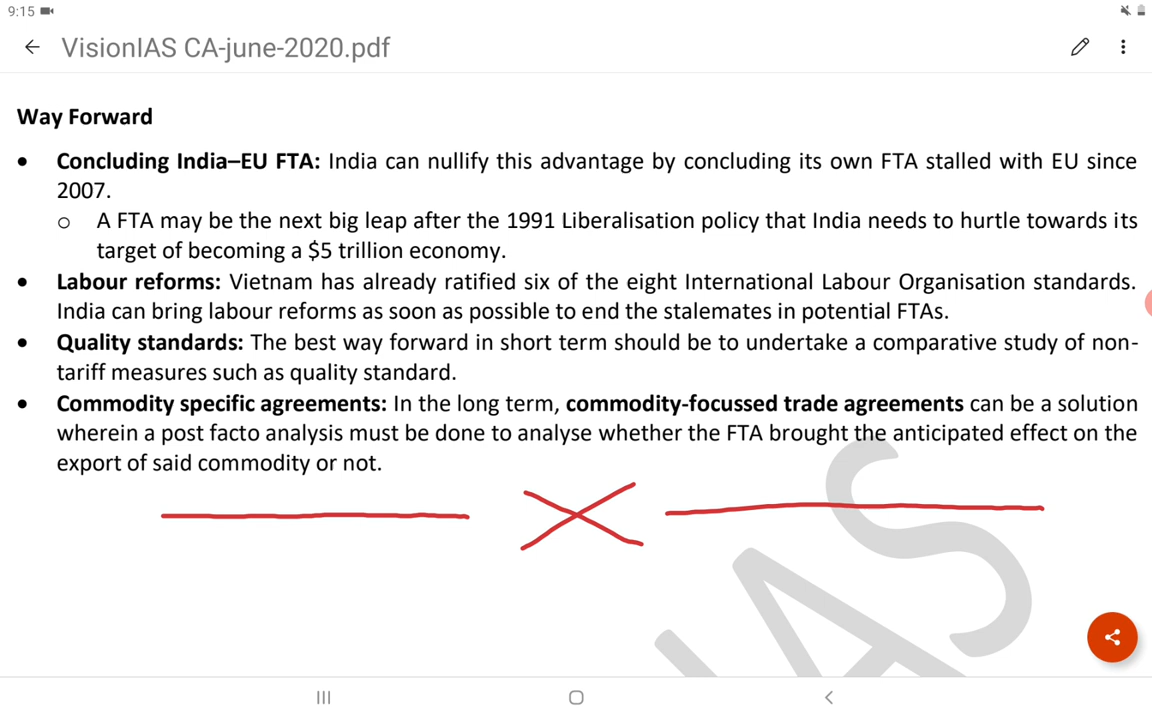 9:15
VisionIAS CA-june-2020.pdf
Way Forward
• Concluding India–EU FTA: India can nullify this advantage by concluding its own FTA stalled with EU since
2007.
o A FTA may be the next big leap after the 1991 Liberalisation policy that India needs to hurtle towards its
target of becoming a $5 trillion economy.
• Labour reforms: Vietnam has already ratified six of the eight International Labour Organisation standards.
India can bring labour reforms as soon as possible to end the stalemates in potential FTAs.
• Quality standards: The best way forward in short term should be to undertake a comparative study of non-
tariff measures such as quality standard.
• Commodity specific agreements: In the long term, commodity-focussed trade agreements can be a solution
wherein a post facto analysis must be done to analyse whether the FTA brought the anticipated effect on the
export of said commodity or not.
IAS